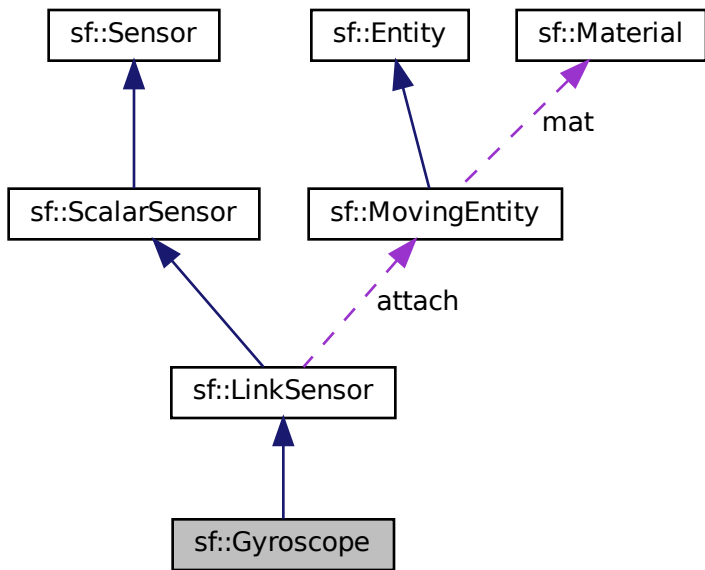 sf::Sensor
sf::Entity
sf::Material
mat
sf::ScalarSensor
sf::MovingEntity
attach
sf::LinkSensor
sf::Gyroscope